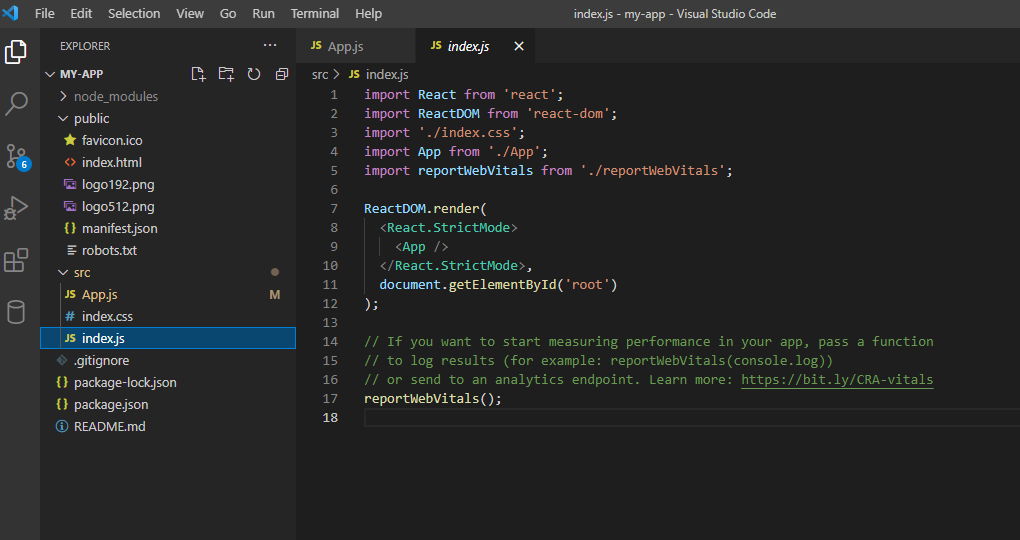 File Edit Selection View Go Run Terminal Help index.js - my-app - Visual Studio Code
EXPLORER
MY-APP
node_modules
public
favicon.ico
<> index.html
logo192.png
logo512.png
{} manifest.json
robots.txt
src
JS App.js M
# index.css
JS index.js
.gitignore
{} package-lock.json
{} package.json
README.md
6
JS App.js JS index.js
src > JS index.js
1 import React from 'react';
2 import ReactDOM from 'react-dom';
3 import './index.css';
4 import App from './App';
5 import reportWebVitals from './reportWebVitals';
6
7 ReactDOM.render(
8 <React.StrictMode>
9 <App />
10 </React.StrictMode>,
11 document.getElementById('root')
12 );
13
14 // If you want to start measuring performance in your app, pass a function
15 // to log results (for example: reportWebVitals(console.log))
16 // or send to an analytics endpoint. Learn more: https://bit.ly/CRA-vitals
17 reportWebVitals();
18